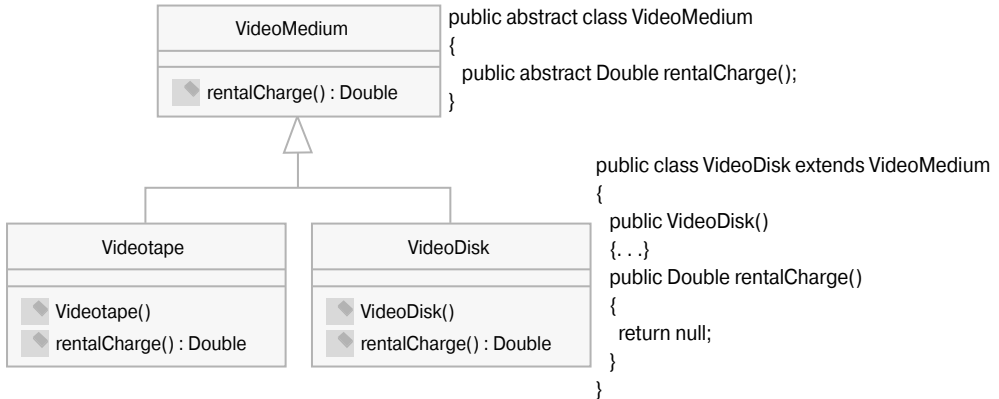 VideoMedium
rentalCharge() : Double
public abstract class VideoMedium
{
public abstract Double rentalCharge();
}
Videotape
Videotape()
rentalCharge() : Double
VideoDisk
VideoDisk()
rentalCharge() : Double
public class VideoDisk extends VideoMedium
{
public VideoDisk()
{. . .}
public Double rentalCharge()
{
return null;
}
}